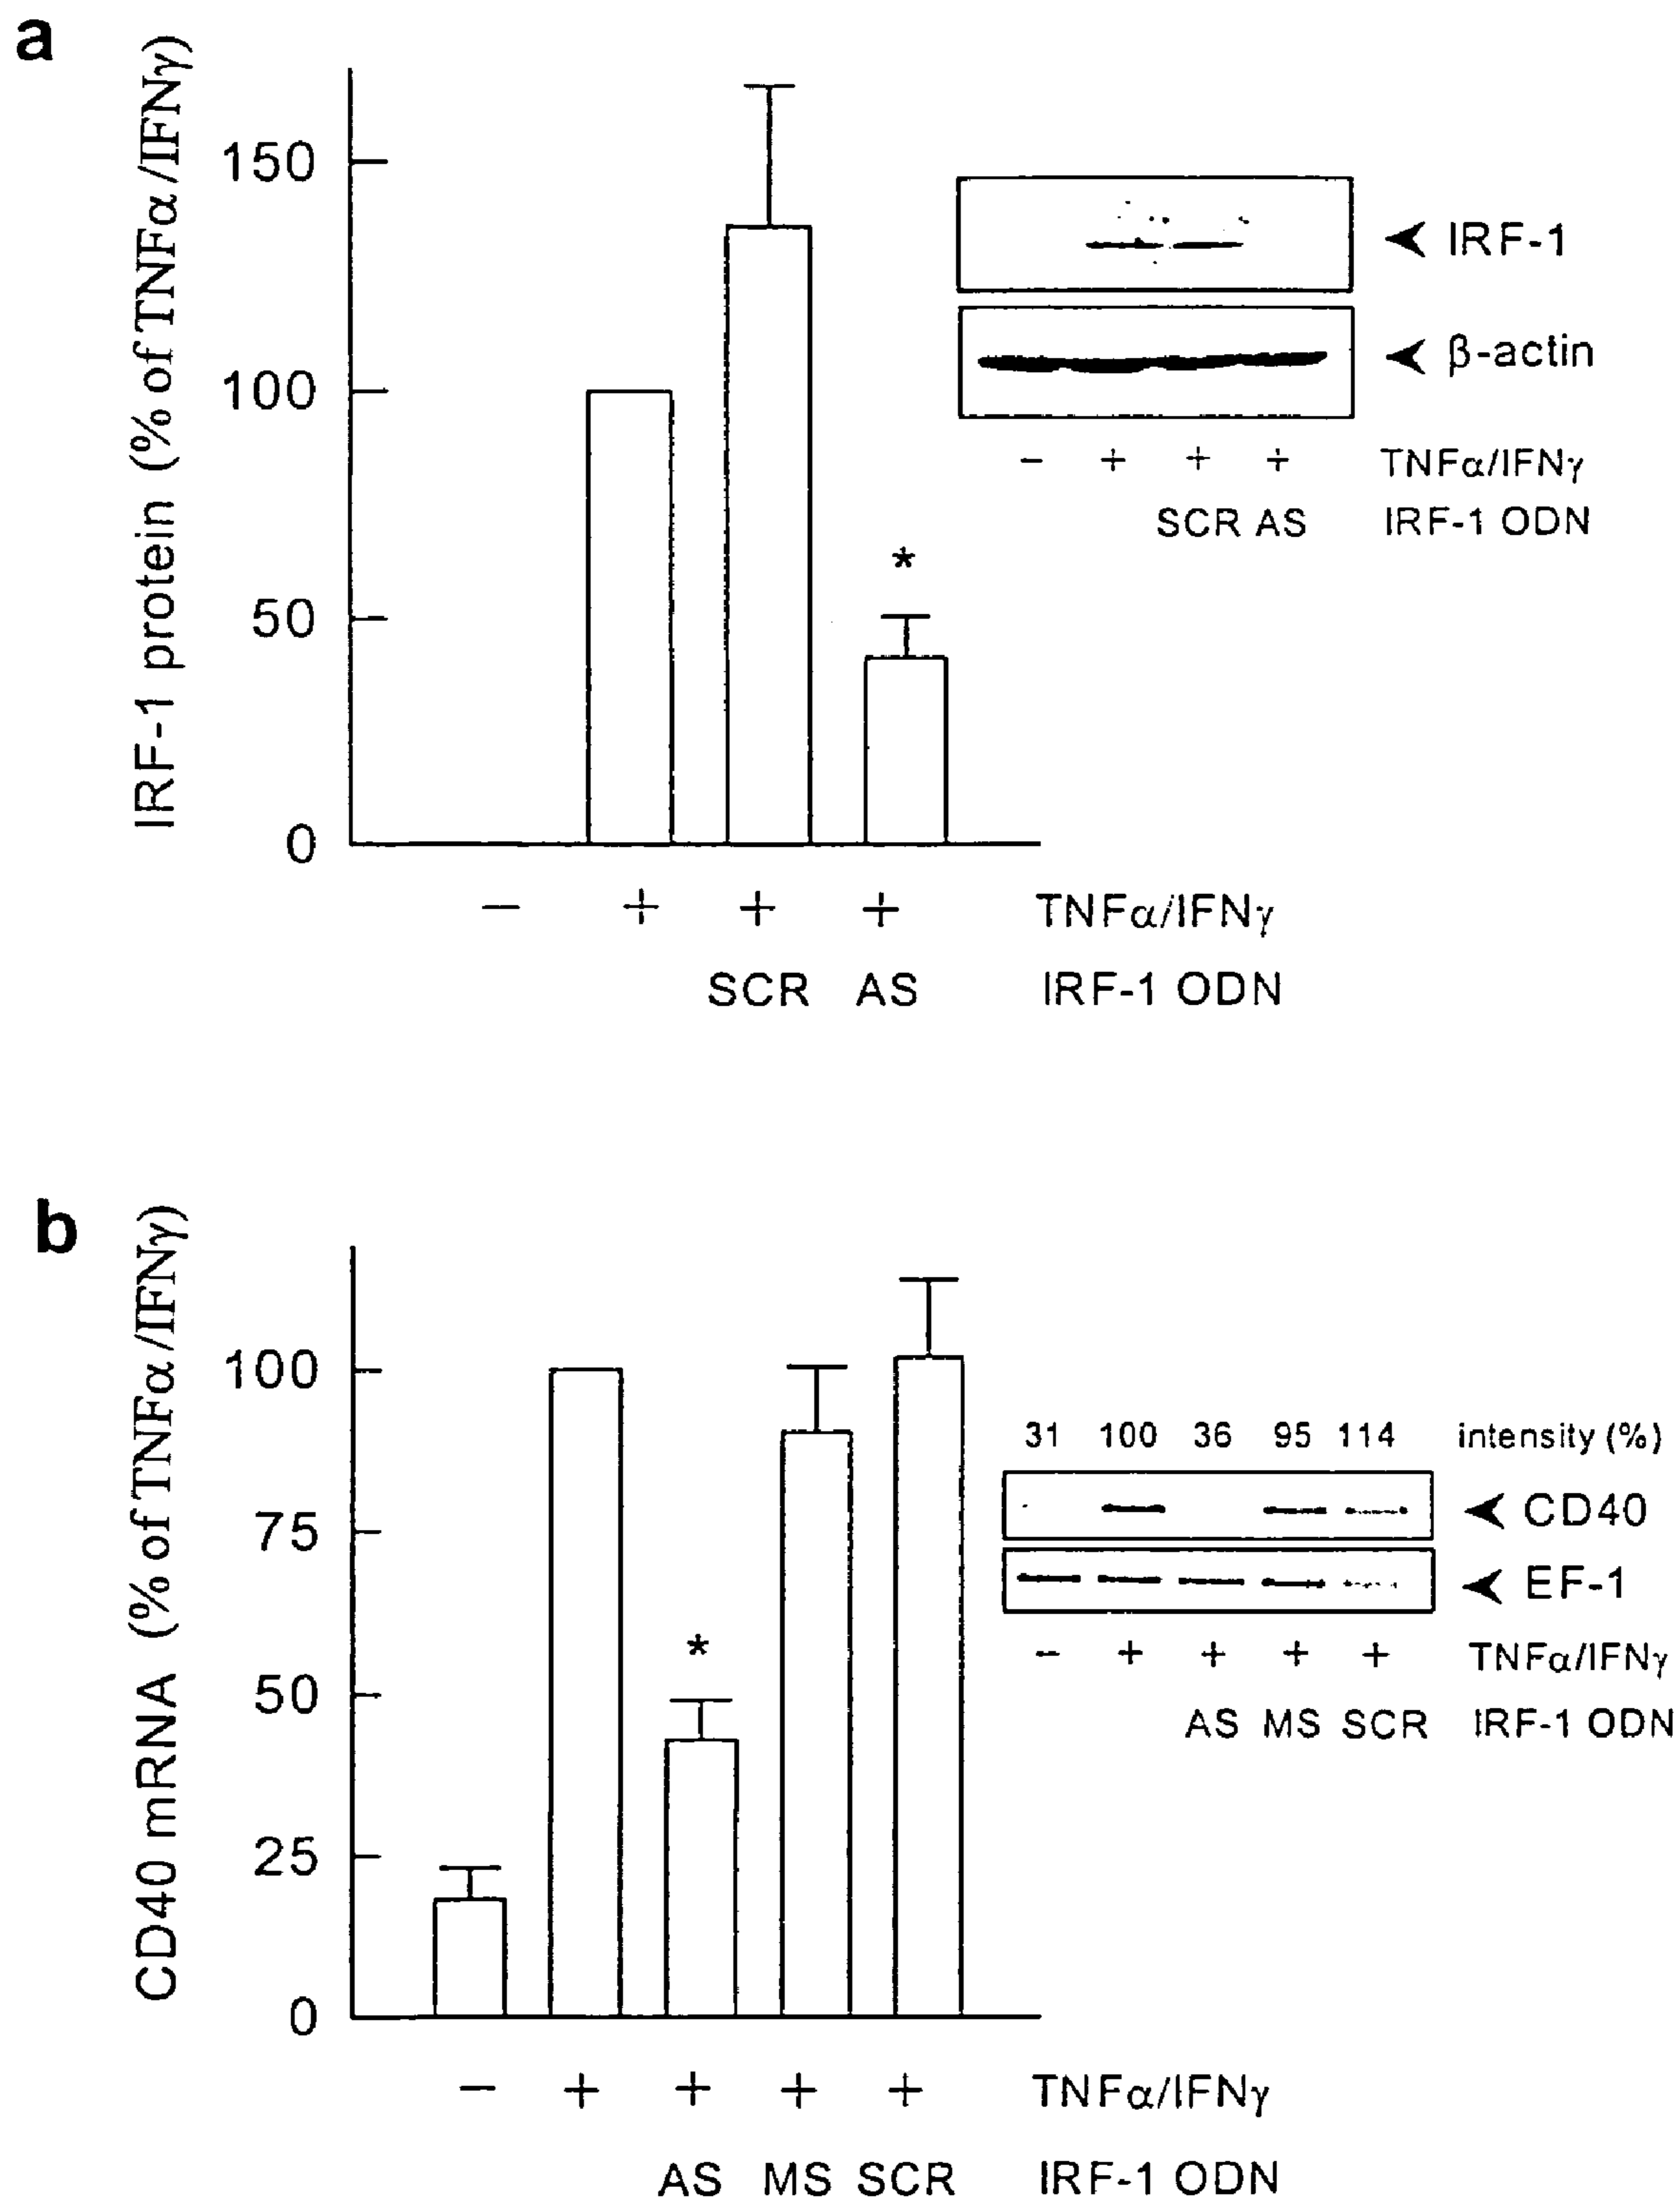 a
IRF-1 protein (% of TNFα/IFNγ)
150
100
50
0
− + + + TNFα/IFNγ
SCR AS IRF-1 ODN
IRF-1
β-actin
− + + + TNFα/IFNγ
SCR AS IRF-1 ODN
*
b
CD40 mRNA (% of TNFα/IFNγ)
100
75
50
25
0
*
− + + + + TNFα/IFNγ
AS MS SCR IRF-1 ODN
31 100 36 95 114 intensity (%)
CD40
EF-1
− + + + + TNFα/IFNγ
AS MS SCR IRF-1 ODN